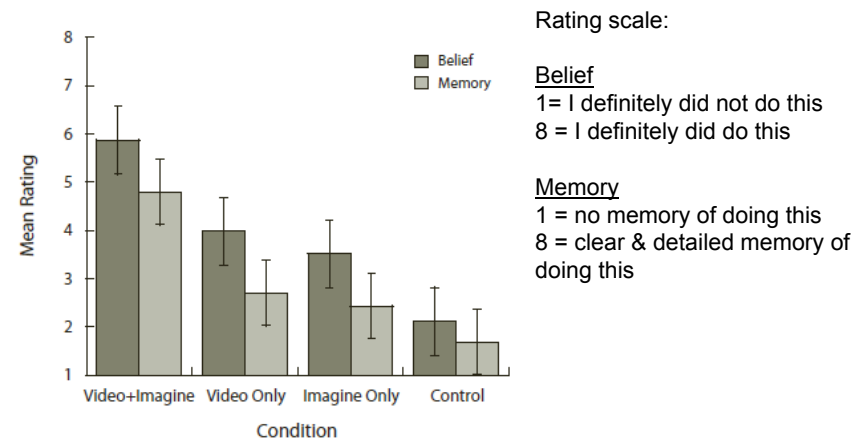 8
7
6
5
4
3
2
1
Mean Rating
Belief
Memory
Video+Imagine Video Only Imagine Only Control
Condition
Rating scale:
Belief
1= I definitely did not do this
8 = I definitely did do this
Memory
1 = no memory of doing this
8 = clear & detailed memory of
doing this